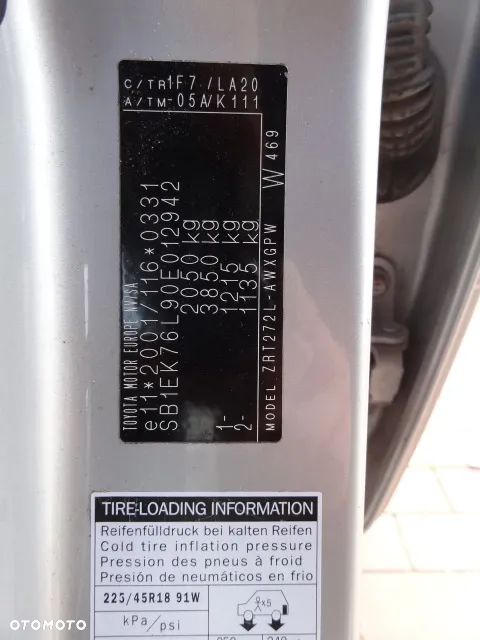 C/TR 1F7 /LA20
A/TM-05A/K111
TOYOTA MOTOR EUROPE NV/SA
e11*2001/116*0331
SB1EK76L90E012942
2050 kg
3850 kg
1- 1215 kg
2- 1135 kg
MODEL ZRT272L-AWXGPW W 469
TIRE-LOADING INFORMATION
Reifenfülldruck bei kalten Reifen
Cold tire inflation pressure
Pression des pneus à froid
Presión de neumáticos en frio
225/45R18 91W
x5
kPa/psi
OTOMOTO